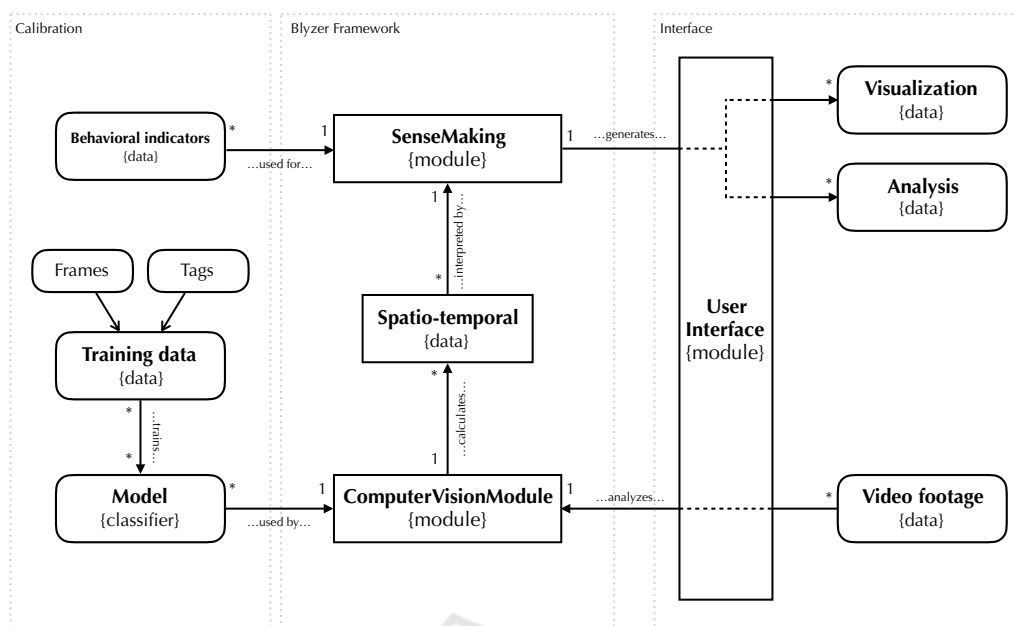 Calibration
Blyzer Framework
Interface
Behavioral indicators
{data}
*
...used for...
1
SenseMaking
{module}
1
...generates...
*
Visualization
{data}
*
Analysis
{data}
1
...interpreted by...
*
Frames
Tags
Training data
{data}
*
...trains...
*
Spatio-temporal
{data}
*
...calculates...
1
User
Interface
{module}
Model
{classifier}
*
...used by...
1
ComputerVisionModule
{module}
1
...analyzes...
*
Video footage
{data}